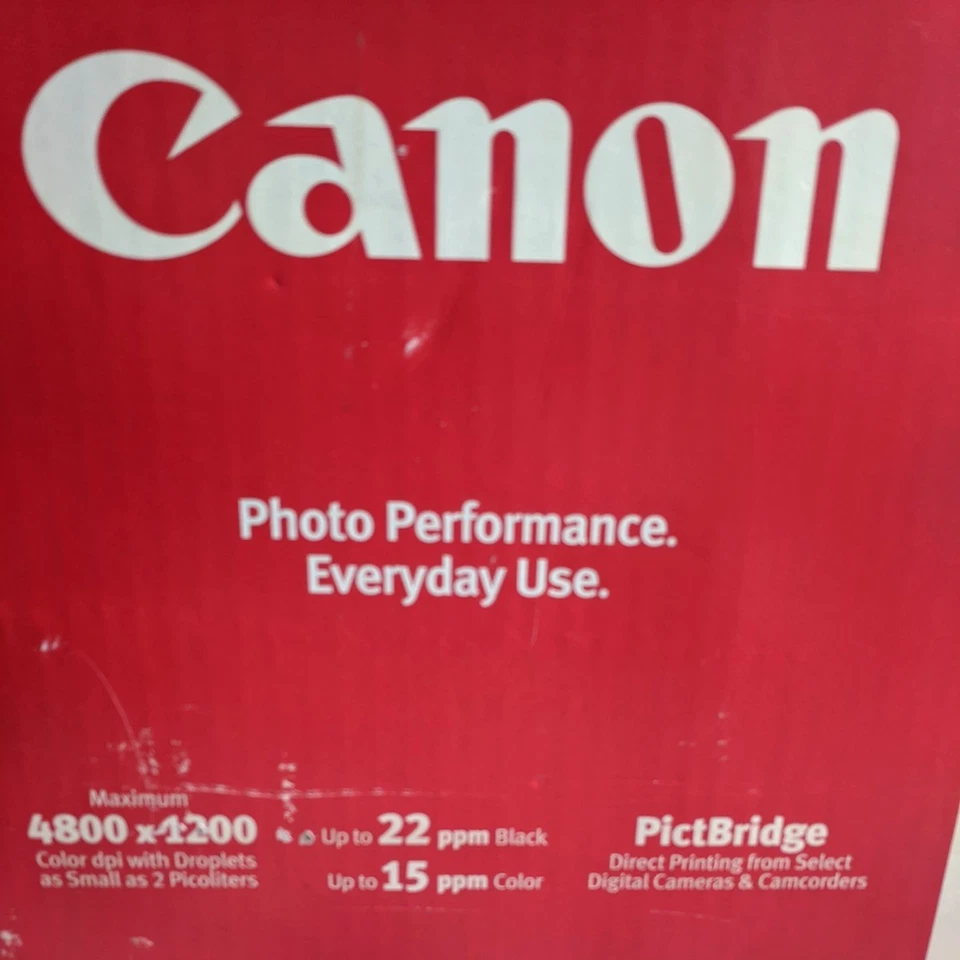 Canon
Photo Performance.
Everyday Use.
Maximum
4800 x 1200
Color dpi with Droplets
as Small as 2 Picoliters
Up to 22 ppm Black
Up to 15 ppm Color
PictBridge
Direct Printing from Select
Digital Cameras & Camcorders